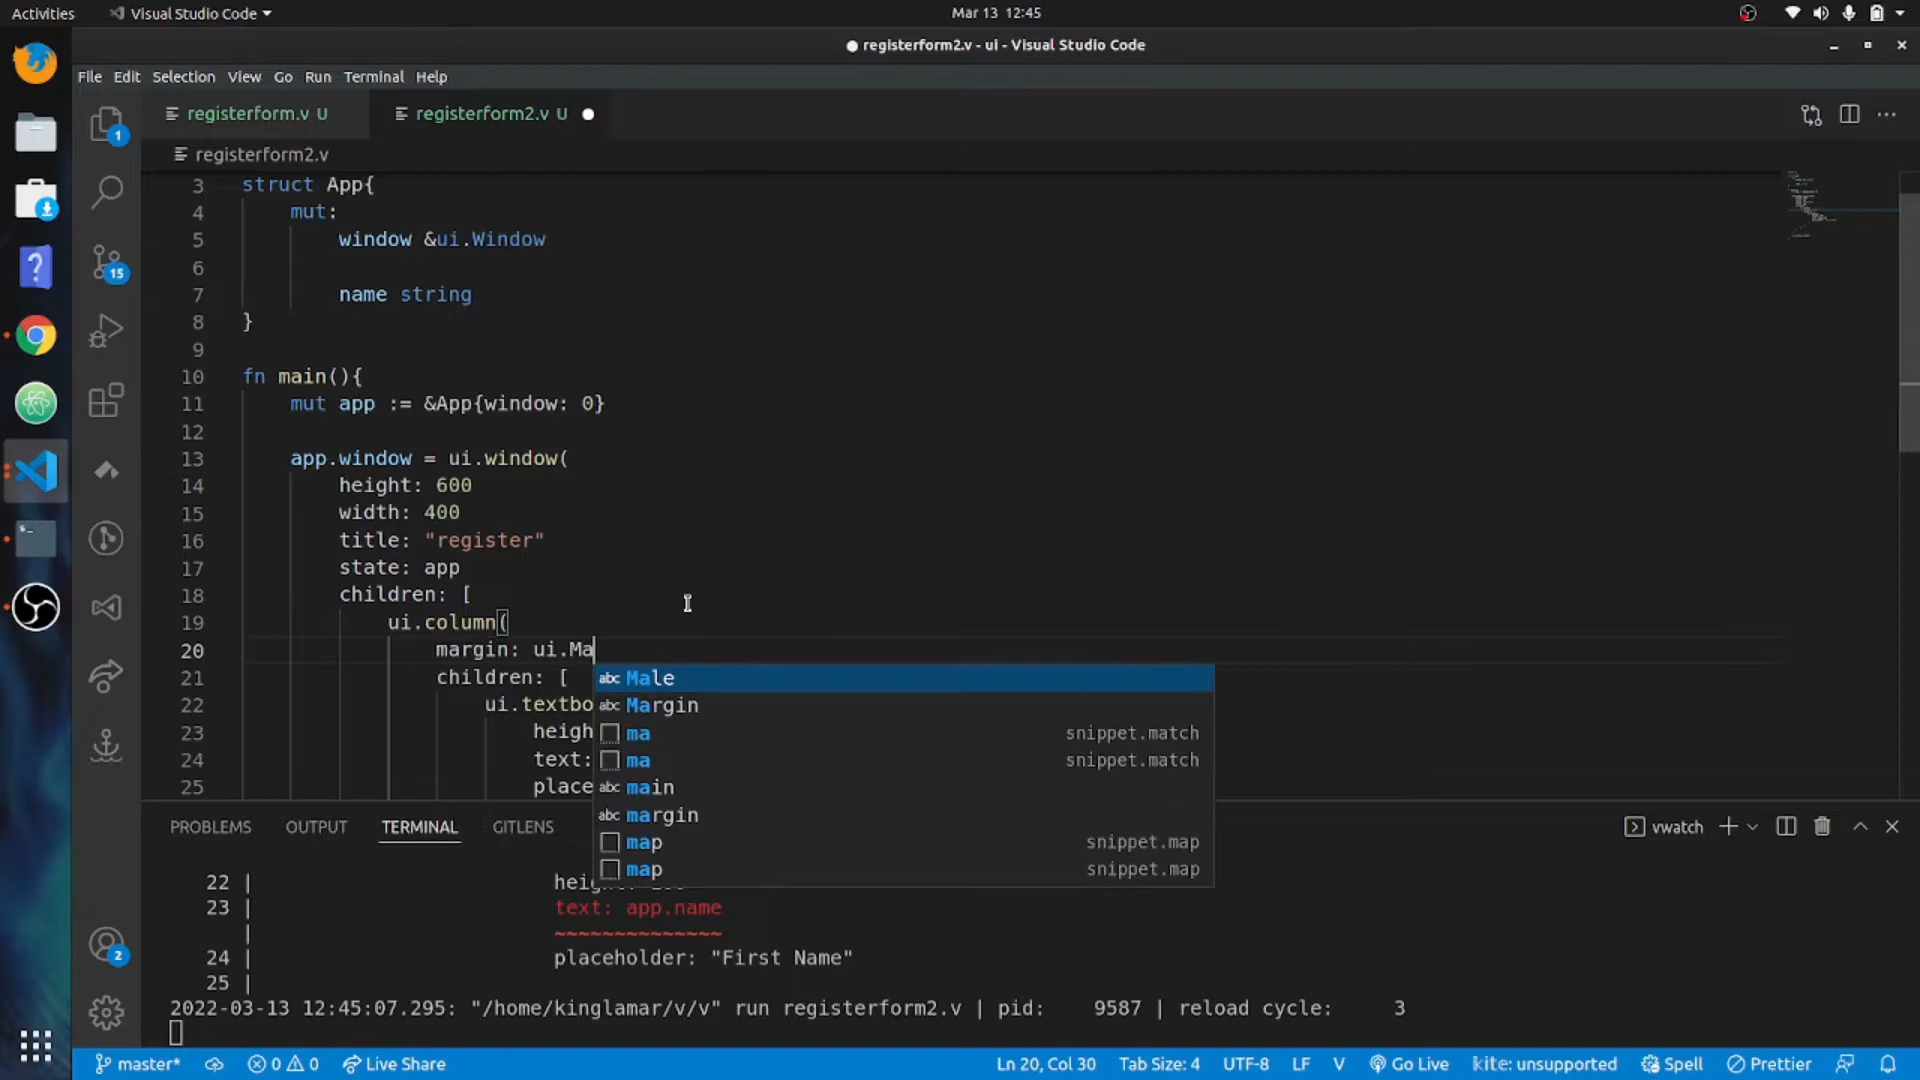 Activities
Visual Studio Code
Mar 13 12:45
registerform2.v - ui - Visual Studio Code
File Edit Selection View Go Run Terminal Help
registerform.v U
registerform2.v U
registerform2.v
1
15
2
3 struct App{
4 mut:
5 window &ui.Window
6
7 name string
8 }
9
10 fn main(){
11 mut app := &App{window: 0}
12
13 app.window = ui.window(
14 height: 600
15 width: 400
16 title: "register"
17 state: app
18 children: [
19 ui.column(
20 margin: ui.Ma
21 children: [
22 ui.textbo
23 heigh
24 text:
25 place
abc Male
abc Margin
ma snippet.match
ma snippet.match
abc main
abc margin
map snippet.map
map snippet.map
PROBLEMS OUTPUT TERMINAL GITLENS
vwatch
22 |
23 | text: app.name
| ~~~~~~~~~~~~~~
24 | placeholder: "First Name"
25 |
2022-03-13 12:45:07.295: "/home/kinglamar/v/v" run registerform2.v | pid: 9587 | reload cycle: 3
master* 0 0 Live Share Ln 20, Col 30 Tab Size: 4 UTF-8 LF V Go Live kite: unsupported Spell Prettier